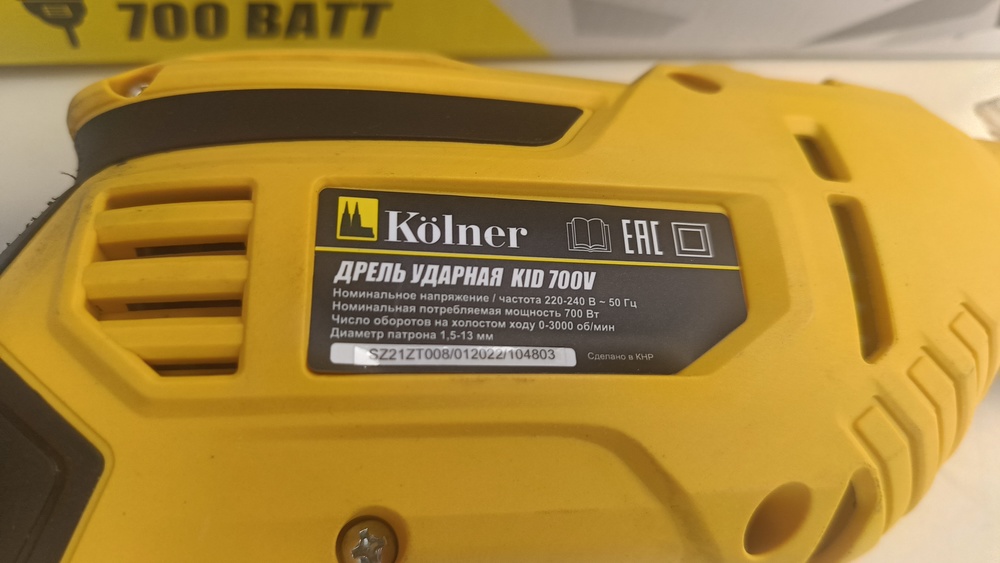 700 ВАТТ
Kölner
EAC
ДРЕЛЬ УДАРНАЯ KID 700V
Номинальное напряжение / частота 220-240 В ~ 50 Гц
Номинальная потребляемая мощность 700 Вт
Число оборотов на холостом ходу 0-3000 об/мин
Диаметр патрона 1,5-13 мм
SZ21ZT008/012022/104803
Сделано в КНР